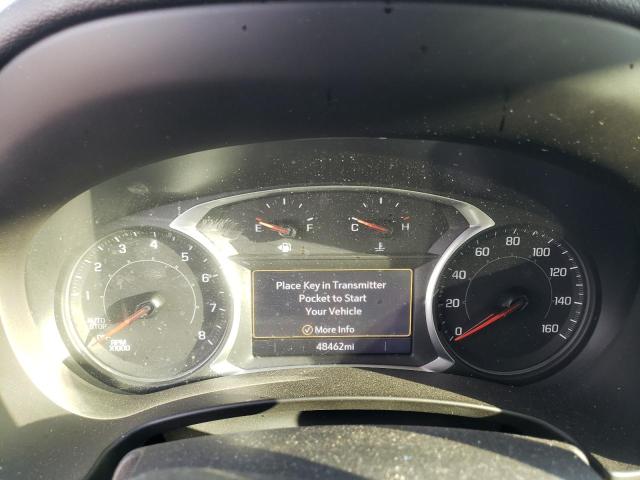 E F
C H
1 2 3 4 5 6 7 8
AUTO
STOP
OFF
RPM
X1000
Place Key in Transmitter
Pocket to Start
Your Vehicle
More Info
48462mi
0 20 40 60 80 100 120 140 160